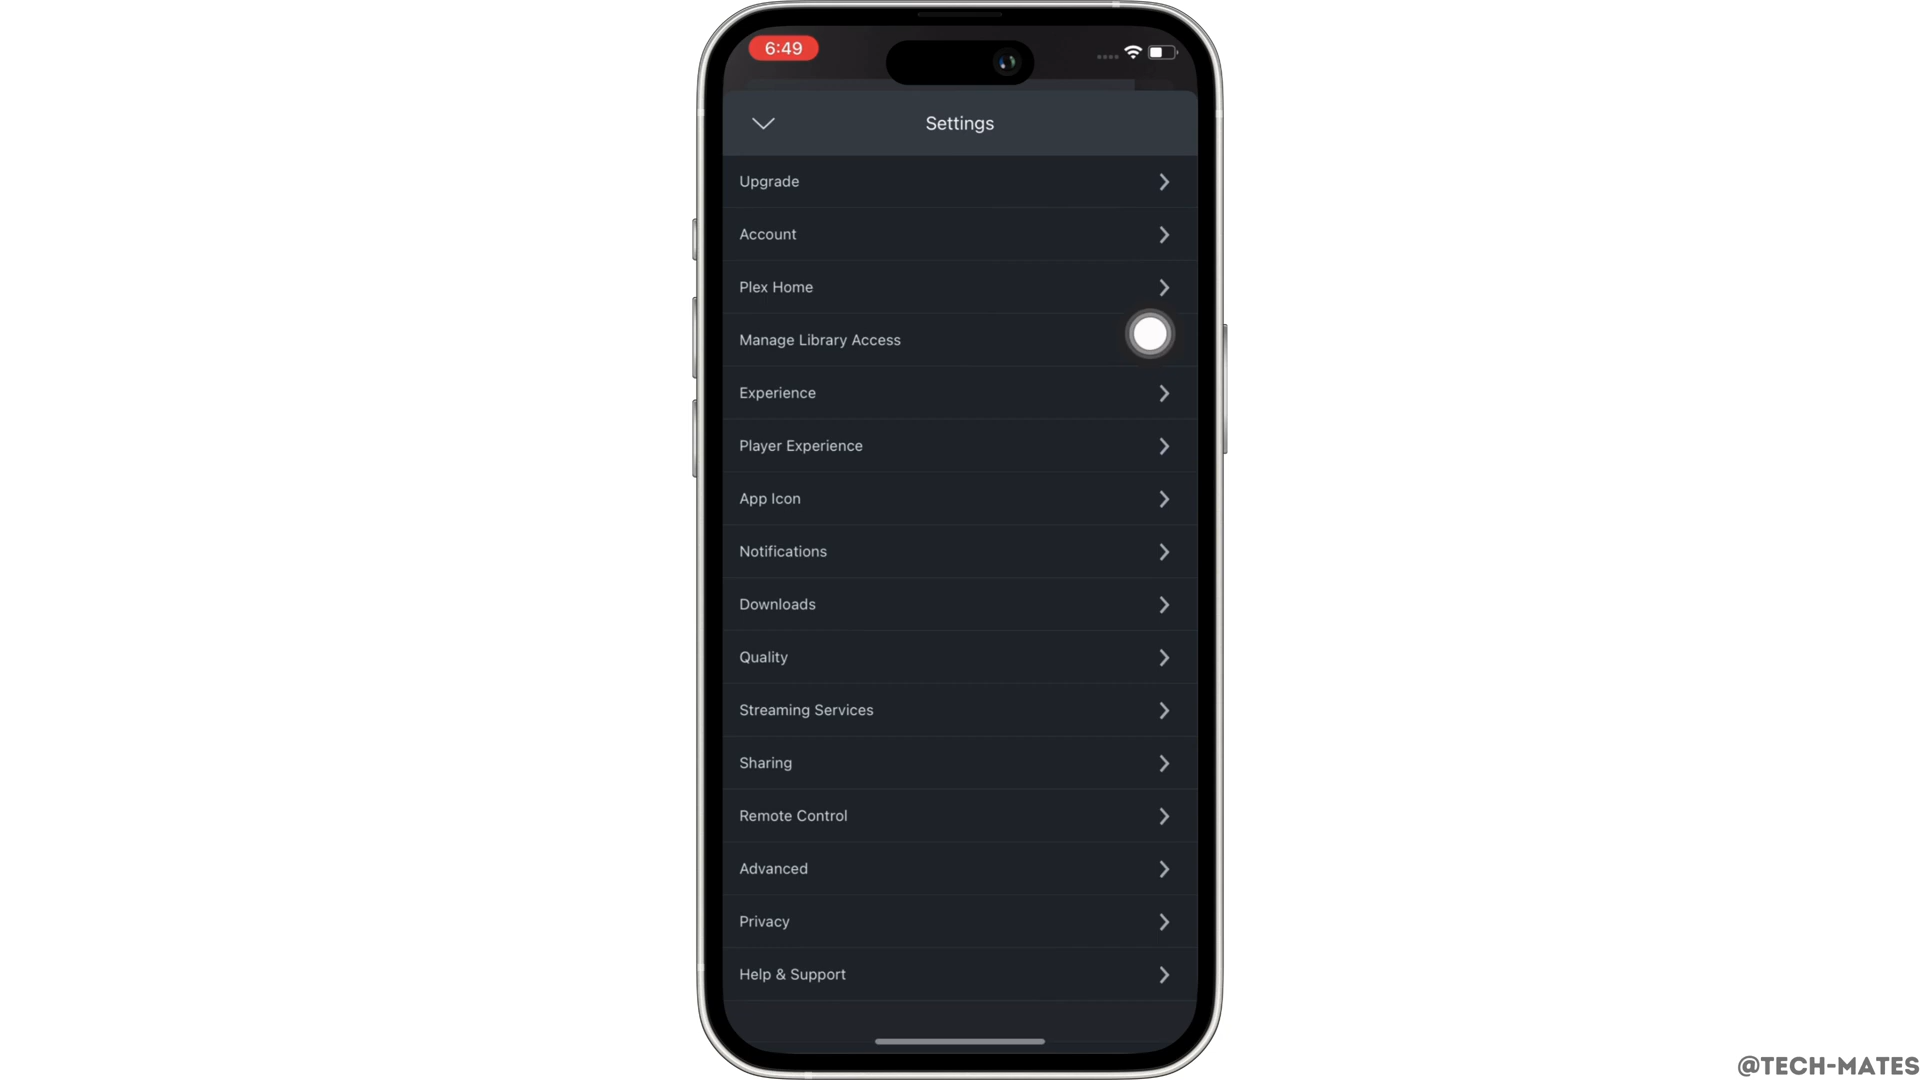 6:49
Settings
Upgrade
Account
Plex Home
Manage Library Access
Experience
Player Experience
App Icon
Notifications
Downloads
Quality
Streaming Services
Sharing
Remote Control
Advanced
Privacy
Help & Support
@TECH-MATES